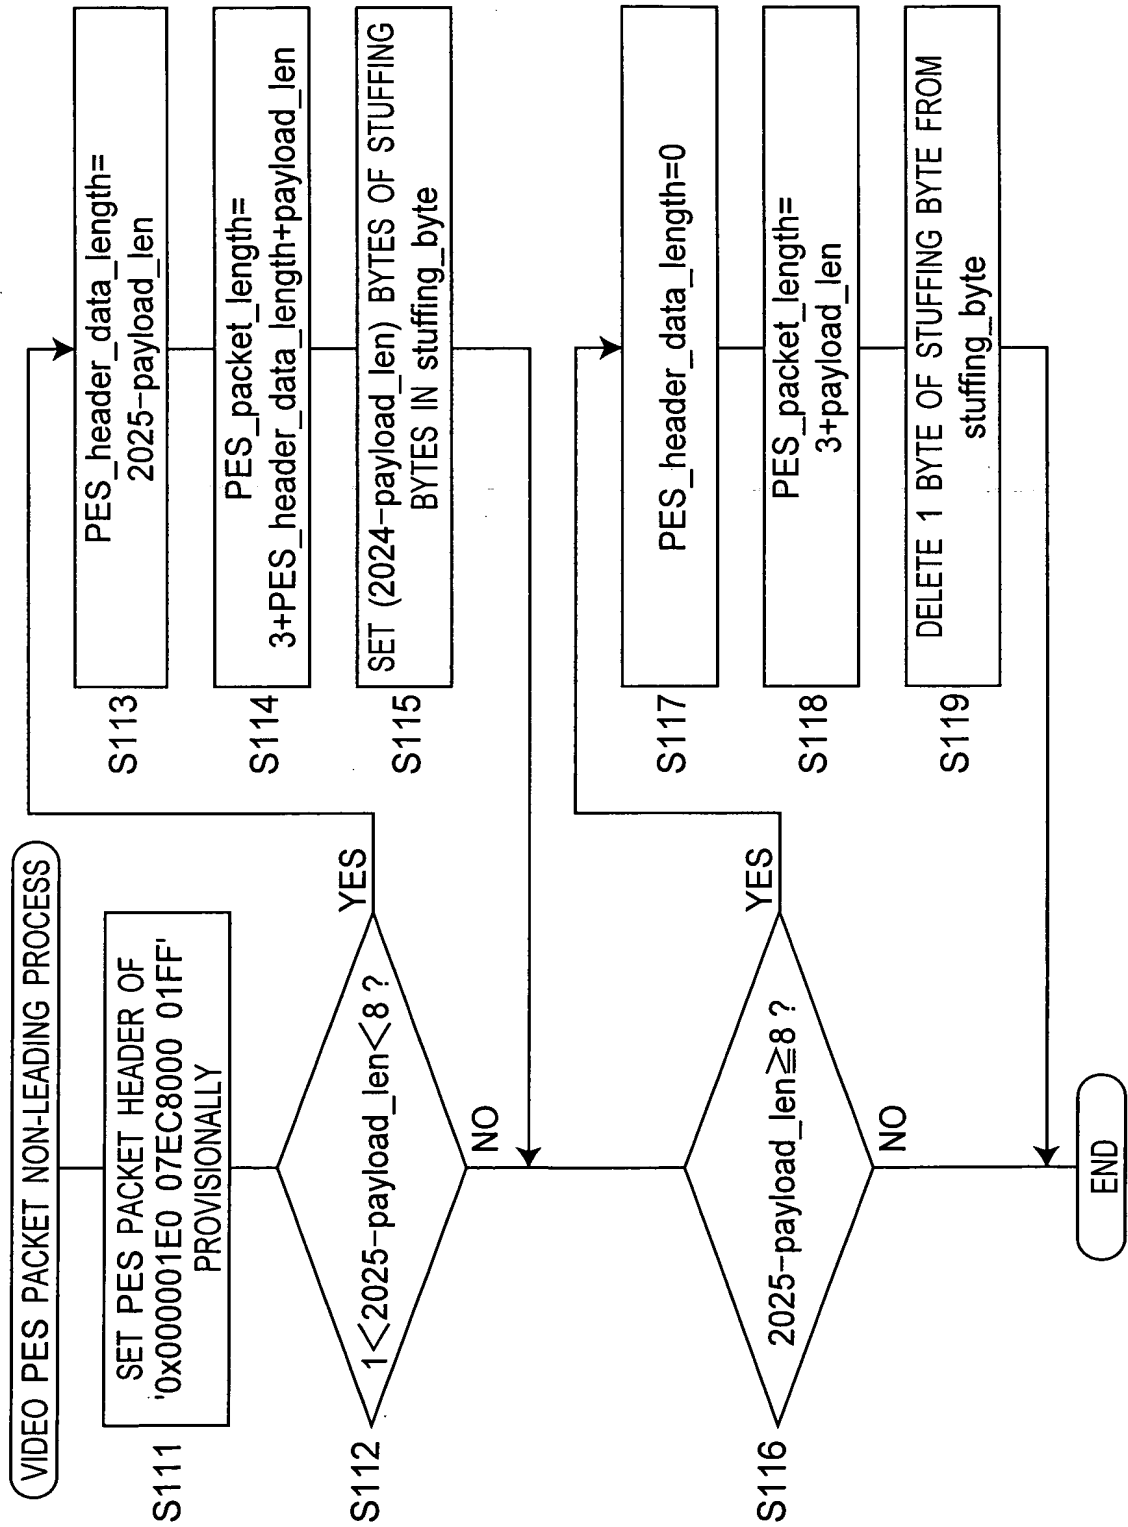 VIDEO PES PACKET NON-LEADING PROCESS
S111
SET PES PACKET HEADER OF
'0x000001E0 07EC8000 01FF'
PROVISIONALLY
S112
1<2025-payload_len<8 ?
YES
NO
S113
PES_header_data_length=
2025-payload_len
S114
PES_packet_length=
3+PES_header_data_length+payload_len
S115
SET (2024-payload_len) BYTES OF STUFFING
BYTES IN stuffing_byte
S116
2025-payload_len≧8 ?
YES
NO
S117
PES_header_data_length=0
S118
PES_packet_length=
3+payload_len
S119
DELETE 1 BYTE OF STUFFING BYTE FROM
stuffing_byte
END